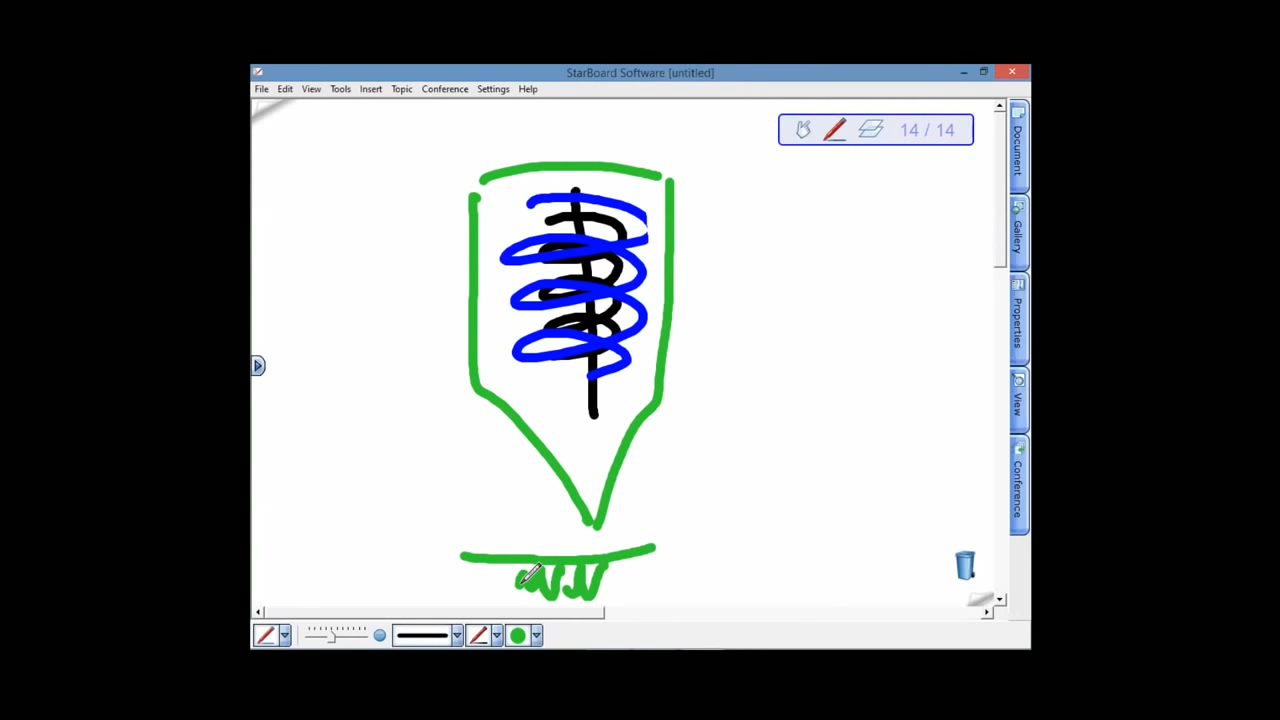 StarBoard Software [untitled]
File Edit View Tools Insert Topic Conference Settings Help
14 / 14
Document
Gallery
Properties
View
Conference